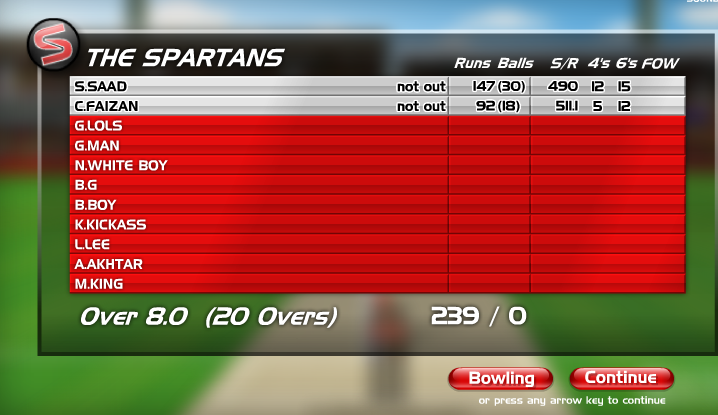 S THE SPARTANS
Runs Balls S/R 4's 6's FOW
S.SAAD not out 147 (30) 490 12 15
C.FAIZAN not out 92 (18) 511.1 5 12
G.LOLS
G.MAN
N.WHITE BOY
B.G
B.BOY
K.KICKASS
L.LEE
A.AKHTAR
M.KING
Over 8.0 (20 Overs) 239 / 0
Bowling Continue
or press any arrow key to continue